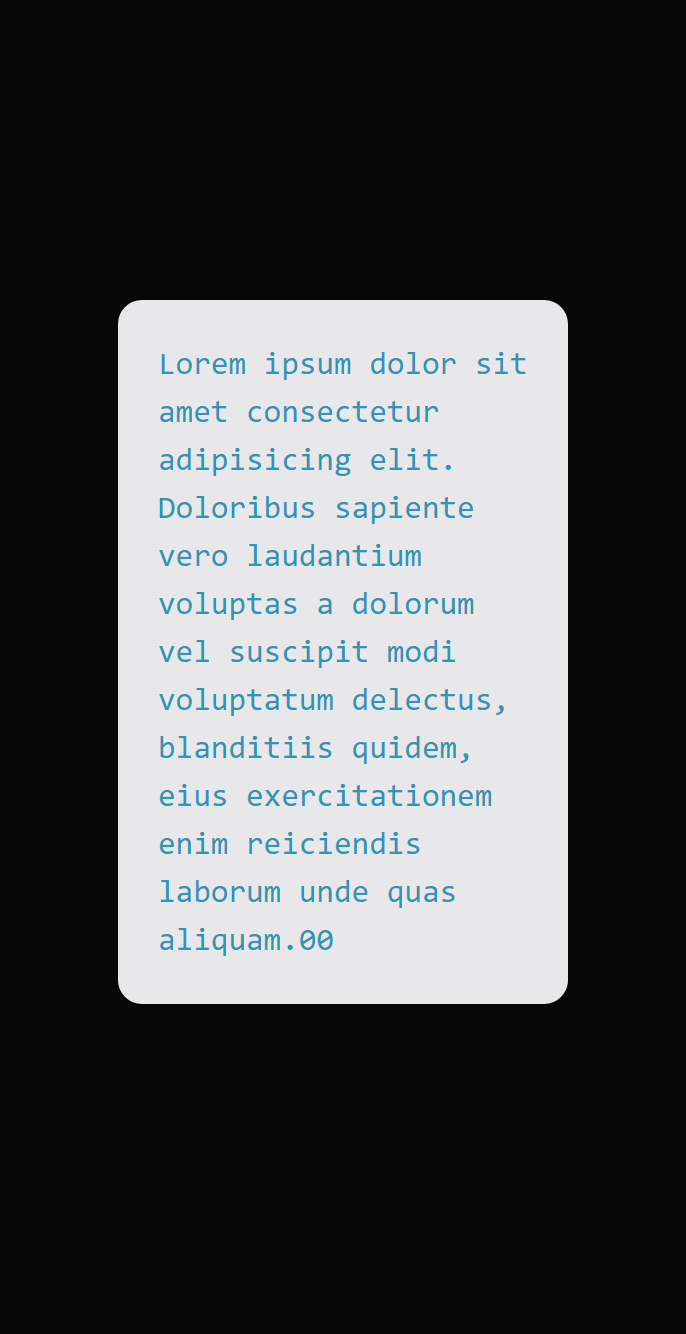 Lorem ipsum dolor sit
amet consectetur
adipisicing elit.
Doloribus sapiente
vero laudantium
voluptas a dolorum
vel suscipit modi
voluptatum delectus,
blanditiis quidem,
eius exercitationem
enim reiciendis
laborum unde quas
aliquam.00